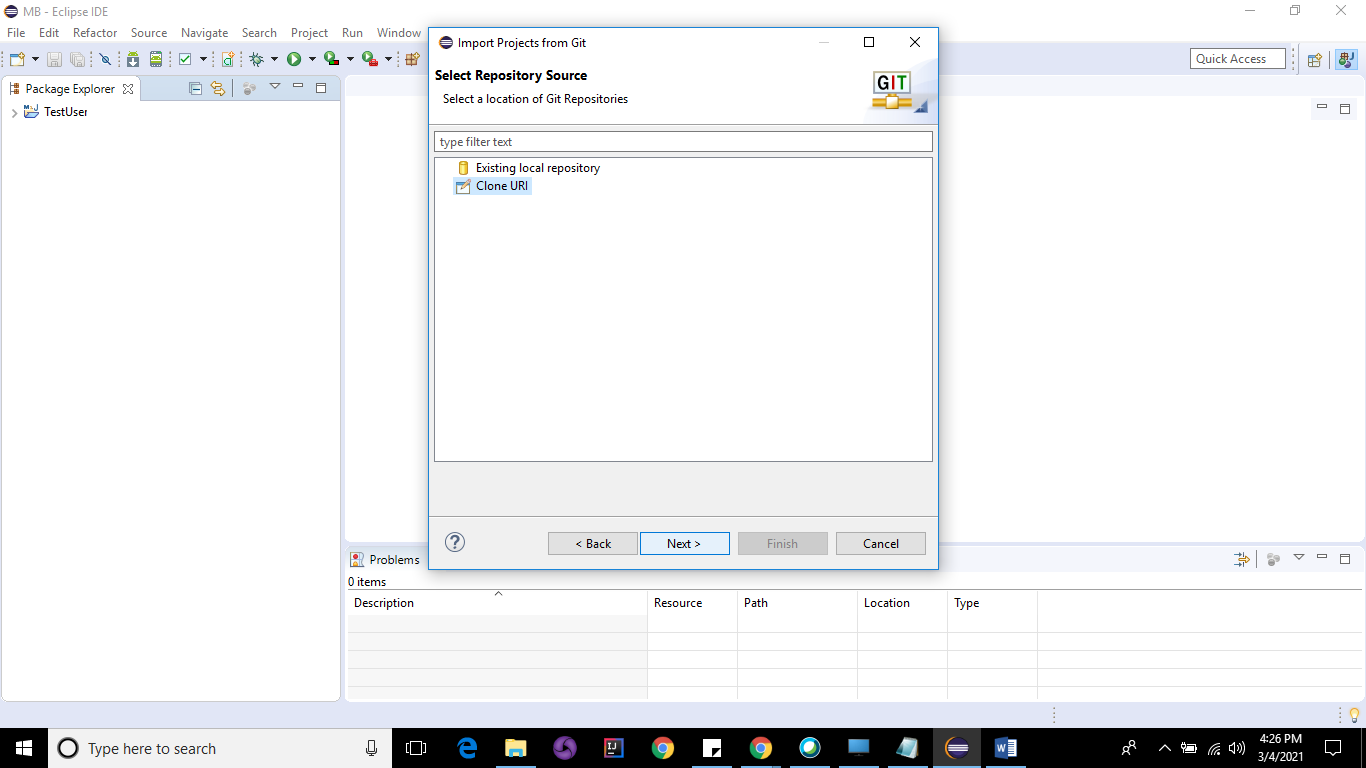 MB - Eclipse IDE
File Edit Refactor Source Navigate Search Project Run Window
Quick Access
Package Explorer
TestUser
Import Projects from Git
Select Repository Source
Select a location of Git Repositories
GIT
type filter text
Existing local repository
Clone URI
? < Back Next > Finish Cancel
Problems
0 items
Description Resource Path Location Type
Type here to search
4:26 PM
3/4/2021